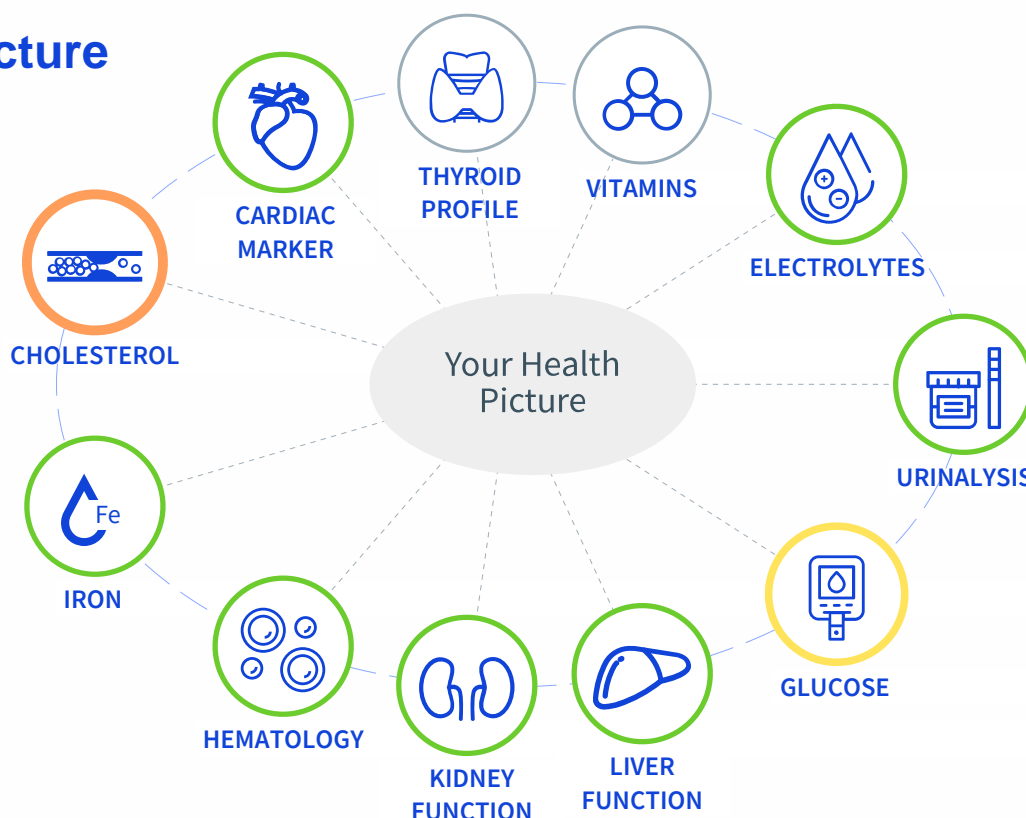 cture
THYROID
PROFILE
VITAMINS
CARDIAC
MARKER
ELECTROLYTES
CHOLESTEROL
Your Health
Picture
URINALYSIS
Fe
IRON
GLUCOSE
HEMATOLOGY
KIDNEY
FUNCTION
LIVER
FUNCTION